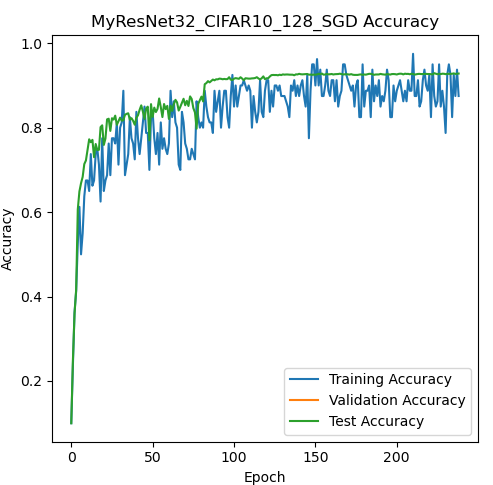 MyResNet32_CIFAR10_128_SGD Accuracy
1.0
0.8
0.6
0.4
0.2
Accuracy
0
50
100
150
200
Epoch
Training Accuracy
Validation Accuracy
Test Accuracy